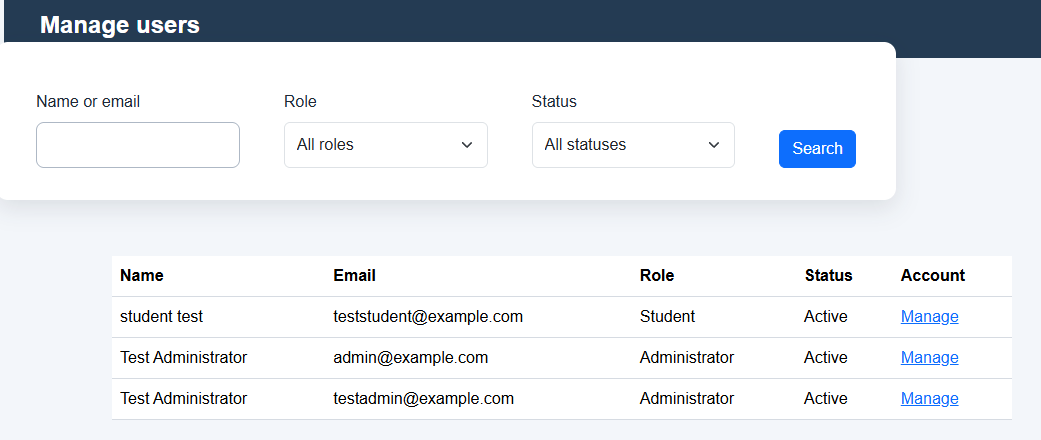 Manage users
Name or email Role Status
All roles All statuses Search
Name Email Role Status Account
student test teststudent@example.com Student Active Manage
Test Administrator admin@example.com Administrator Active Manage
Test Administrator testadmin@example.com Administrator Active Manage